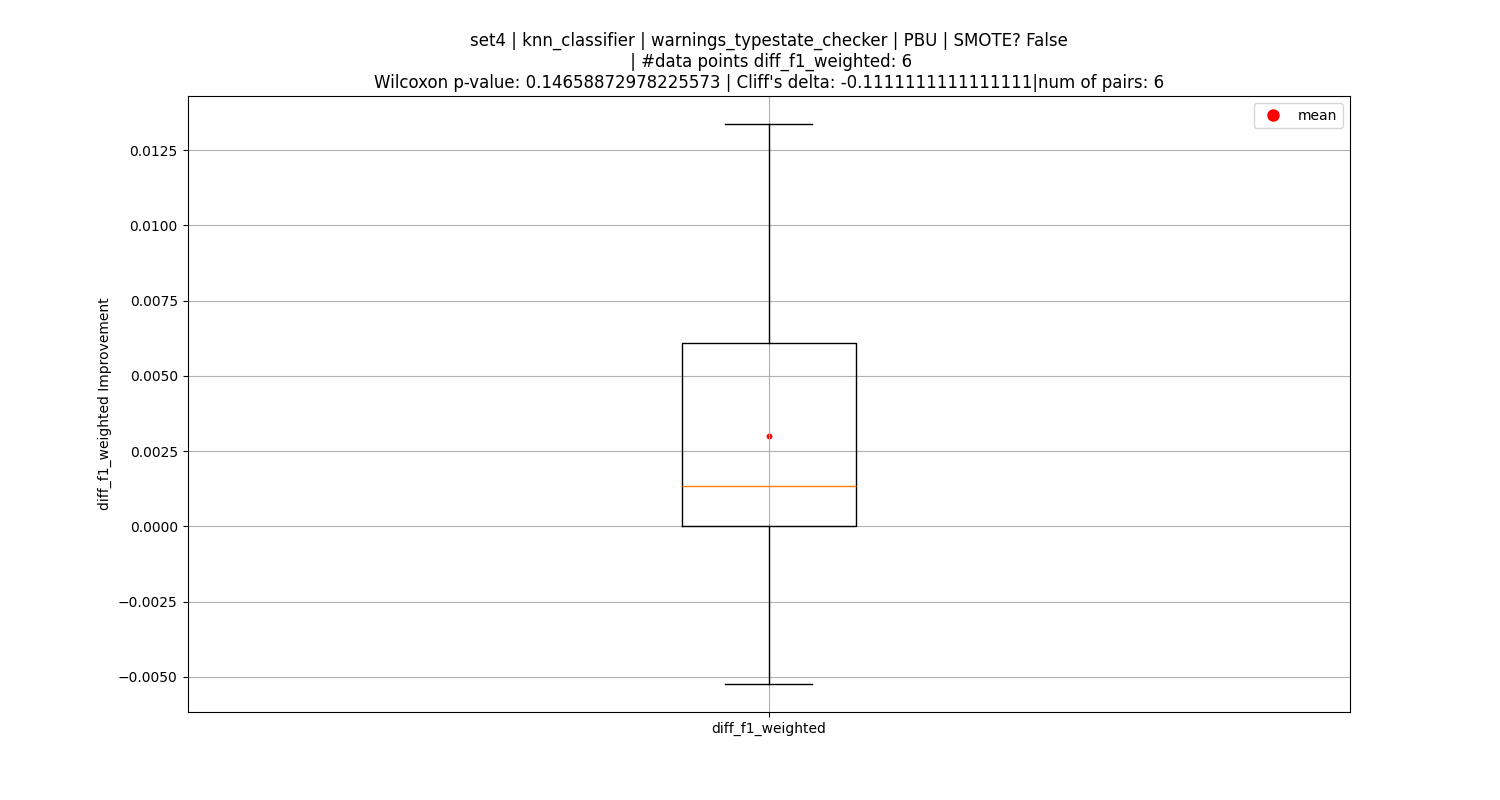 set4 | knn_classifier | warnings_typestate_checker | PBU | SMOTE? False
| #data points diff_f1_weighted: 6
Wilcoxon p-value: 0.14658872978225573 | Cliff's delta: -0.1111111111111111|num of pairs: 6
mean
0.0125
0.0100
0.0075
0.0050
0.0025
0.0000
−0.0025
−0.0050
diff_f1_weighted Improvement
diff_f1_weighted